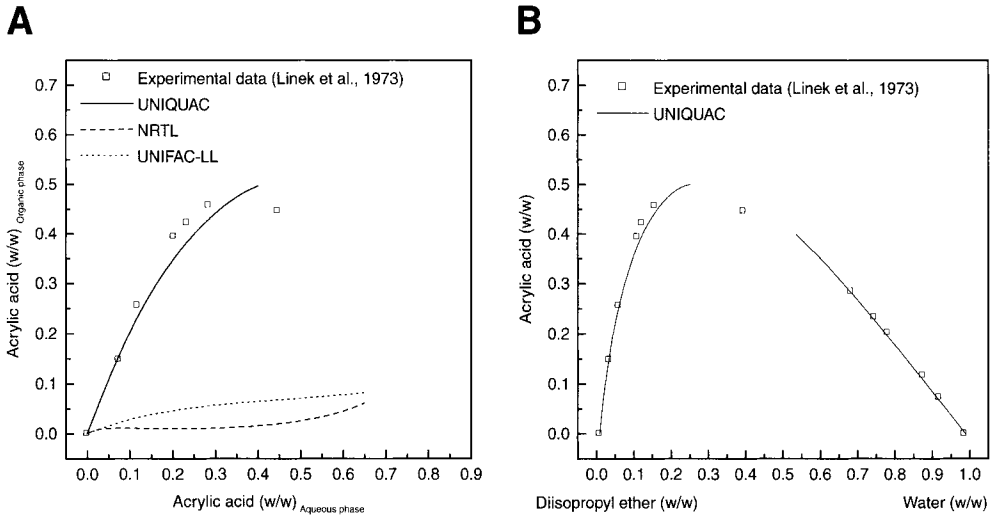 A
B
Experimental data (Linek et al., 1973)
UNIQUAC
NRTL
UNIFAC-LL
Acrylic acid (w/w) Organic phase
0.7
0.6
0.5
0.4
0.3
0.2
0.1
0.0
0.0 0.1 0.2 0.3 0.4 0.5 0.6 0.7 0.8 0.9
Acrylic acid (w/w) Aqueous phase
Experimental data (Linek et al., 1973)
UNIQUAC
Acrylic acid (w/w)
0.7
0.6
0.5
0.4
0.3
0.2
0.1
0.0
0.0 0.1 0.2 0.3 0.4 0.5 0.6 0.7 0.8 0.9 1.0
Diisopropyl ether (w/w)
Water (w/w)